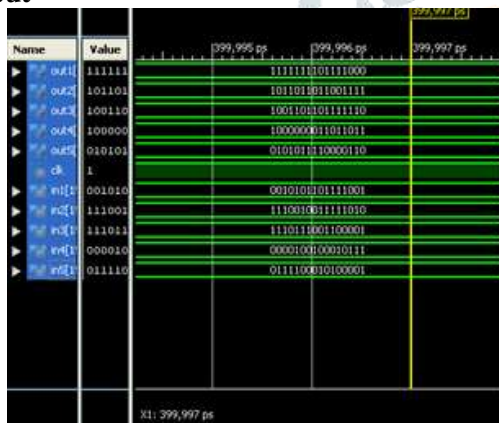 out
399,997 ps
Name Value 399,995 ps 399,996 ps 399,997 ps
out1[ 111111 1111111101111000
out2[ 101101 1011011011001111
out3[ 100110 1001101101111110
out4[ 100000 1000000011011011
out5[ 010101 0101011110000110
clk 1
in1[1 001010 0010101101111001
in2[1 111001 1110010011111010
in3[1 111011 1110111001100001
in4[1 000010 0000100100010111
in5[1 011110 0111100010100001
X1: 399,997 ps